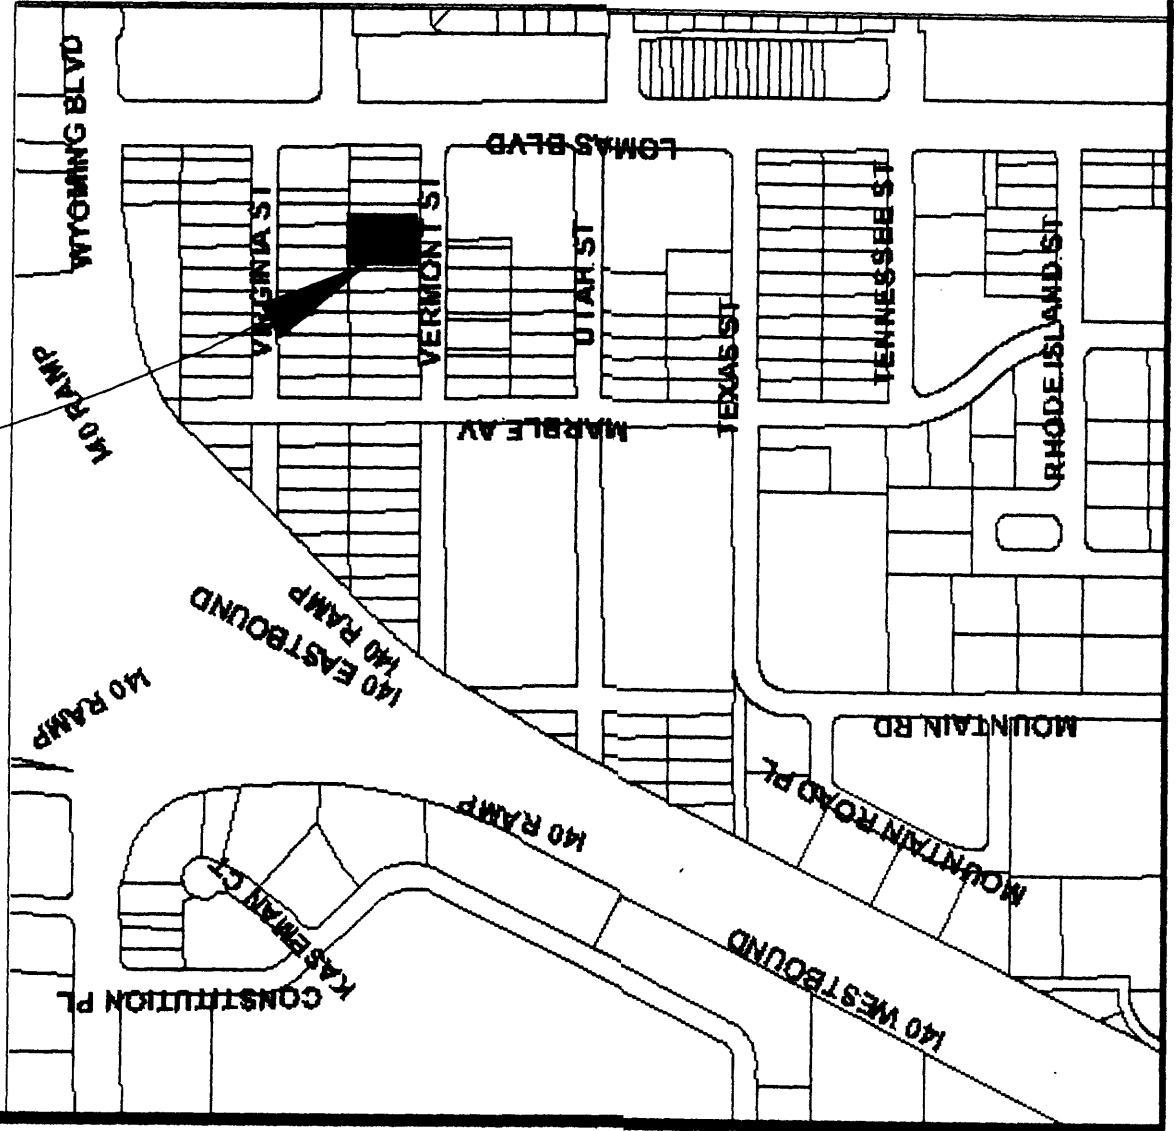 WYOMING BLVD
LOMAS BLVD
VIRGINIA ST
VERMONT ST
UTAH ST
TEXAS ST
TENNESSEE ST
RHODE ISLAND ST
I40 RAMP
MARBLE AV
I40 RAMP
I40 EASTBOUND
I40 RAMP
MOUNTAIN RD
MOUNTAIN ROAD PL
I40 RAMP
KASEMAN CT
CONSTITUTION PL
I40 WESTBOUND